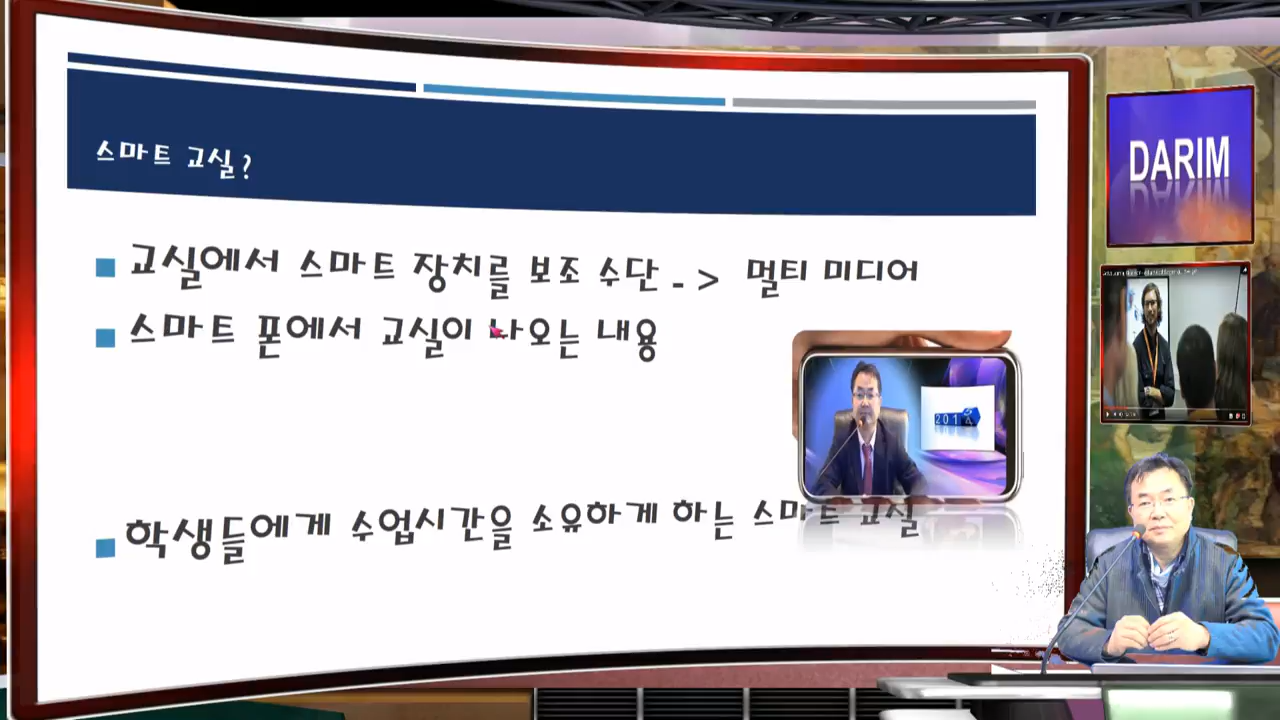 스마트 교실?
교실에서 스마트 장치를 보조 수단 - > 멀티 미디어
스마트 폰에서 교실이 나오는 내용
학생들에게 수업시간을 소유하게 하는 스마트 교실
DARIM